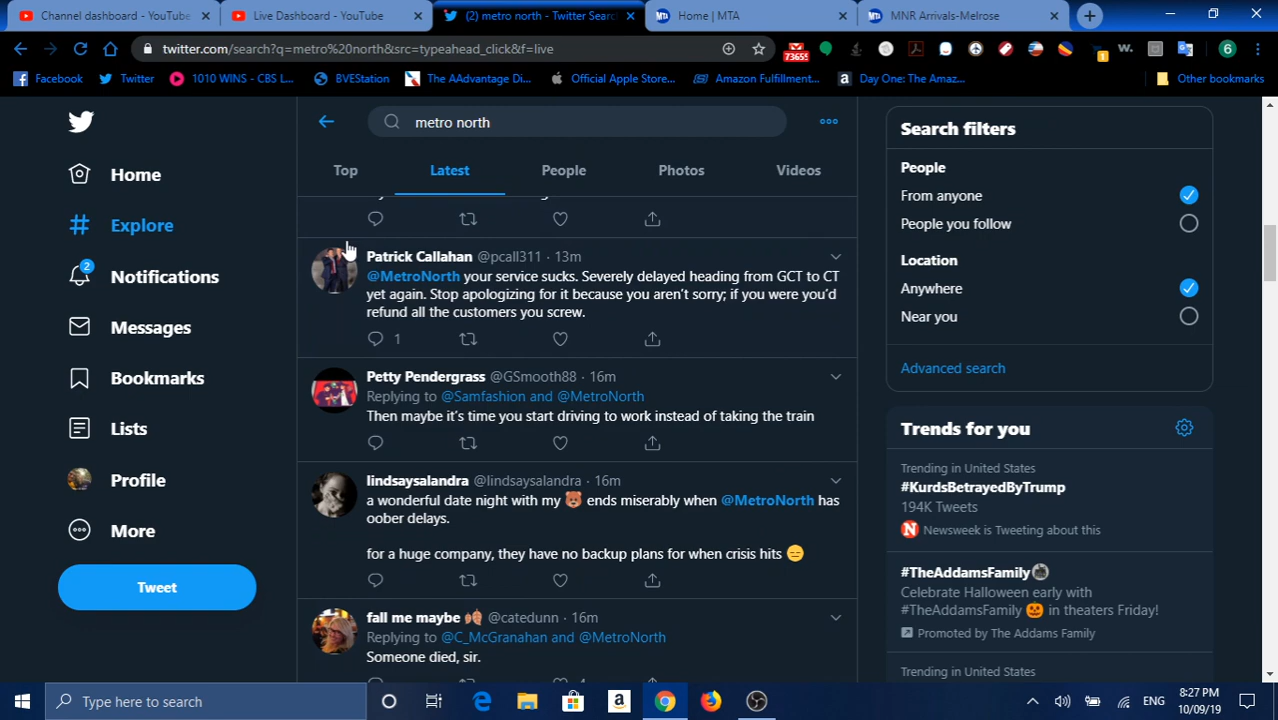 Channel dashboard - YouTube
Live Dashboard - YouTube
(2) metro north - Twitter Search
Home | MTA
MNR Arrivals-Melrose
twitter.com/search?q=metro%20north&src=typeahead_click&f=live
7365
W.
1
6
Facebook
Twitter
1010 WINS - CBS L...
BVEStation
The AAdvantage Di...
Official Apple Store...
Amazon Fulfillment...
Day One: The Amaz...
Other bookmarks
Home
Explore
2
Notifications
Messages
Bookmarks
Lists
Profile
More
Tweet
metro north
Top
Latest
People
Photos
Videos
Patrick Callahan @pcall311 · 13m
@MetroNorth your service sucks. Severely delayed heading from GCT to CT
yet again. Stop apologizing for it because you aren't sorry; if you were you'd
refund all the customers you screw.
1
Petty Pendergrass @GSmooth88 · 16m
Replying to @Samfashion and @MetroNorth
Then maybe it's time you start driving to work instead of taking the train
lindsaysalandra @lindsaysalandra · 16m
a wonderful date night with my 🐻 ends miserably when @MetroNorth has
oober delays.
for a huge company, they have no backup plans for when crisis hits 😑
fall me maybe 🍂 @catedunn · 16m
Replying to @C_McGranahan and @MetroNorth
Someone died, sir.
Search filters
People
From anyone
People you follow
Location
Anywhere
Near you
Advanced search
Trends for you
Trending in United States
#KurdsBetrayedByTrump
194K Tweets
N
Newsweek is Tweeting about this
#TheAddamsFamily
Celebrate Halloween early with
#TheAddamsFamily 🎃 in theaters Friday!
Promoted by The Addams Family
Trending in United States
Type here to search
ENG
8:27 PM
10/09/19